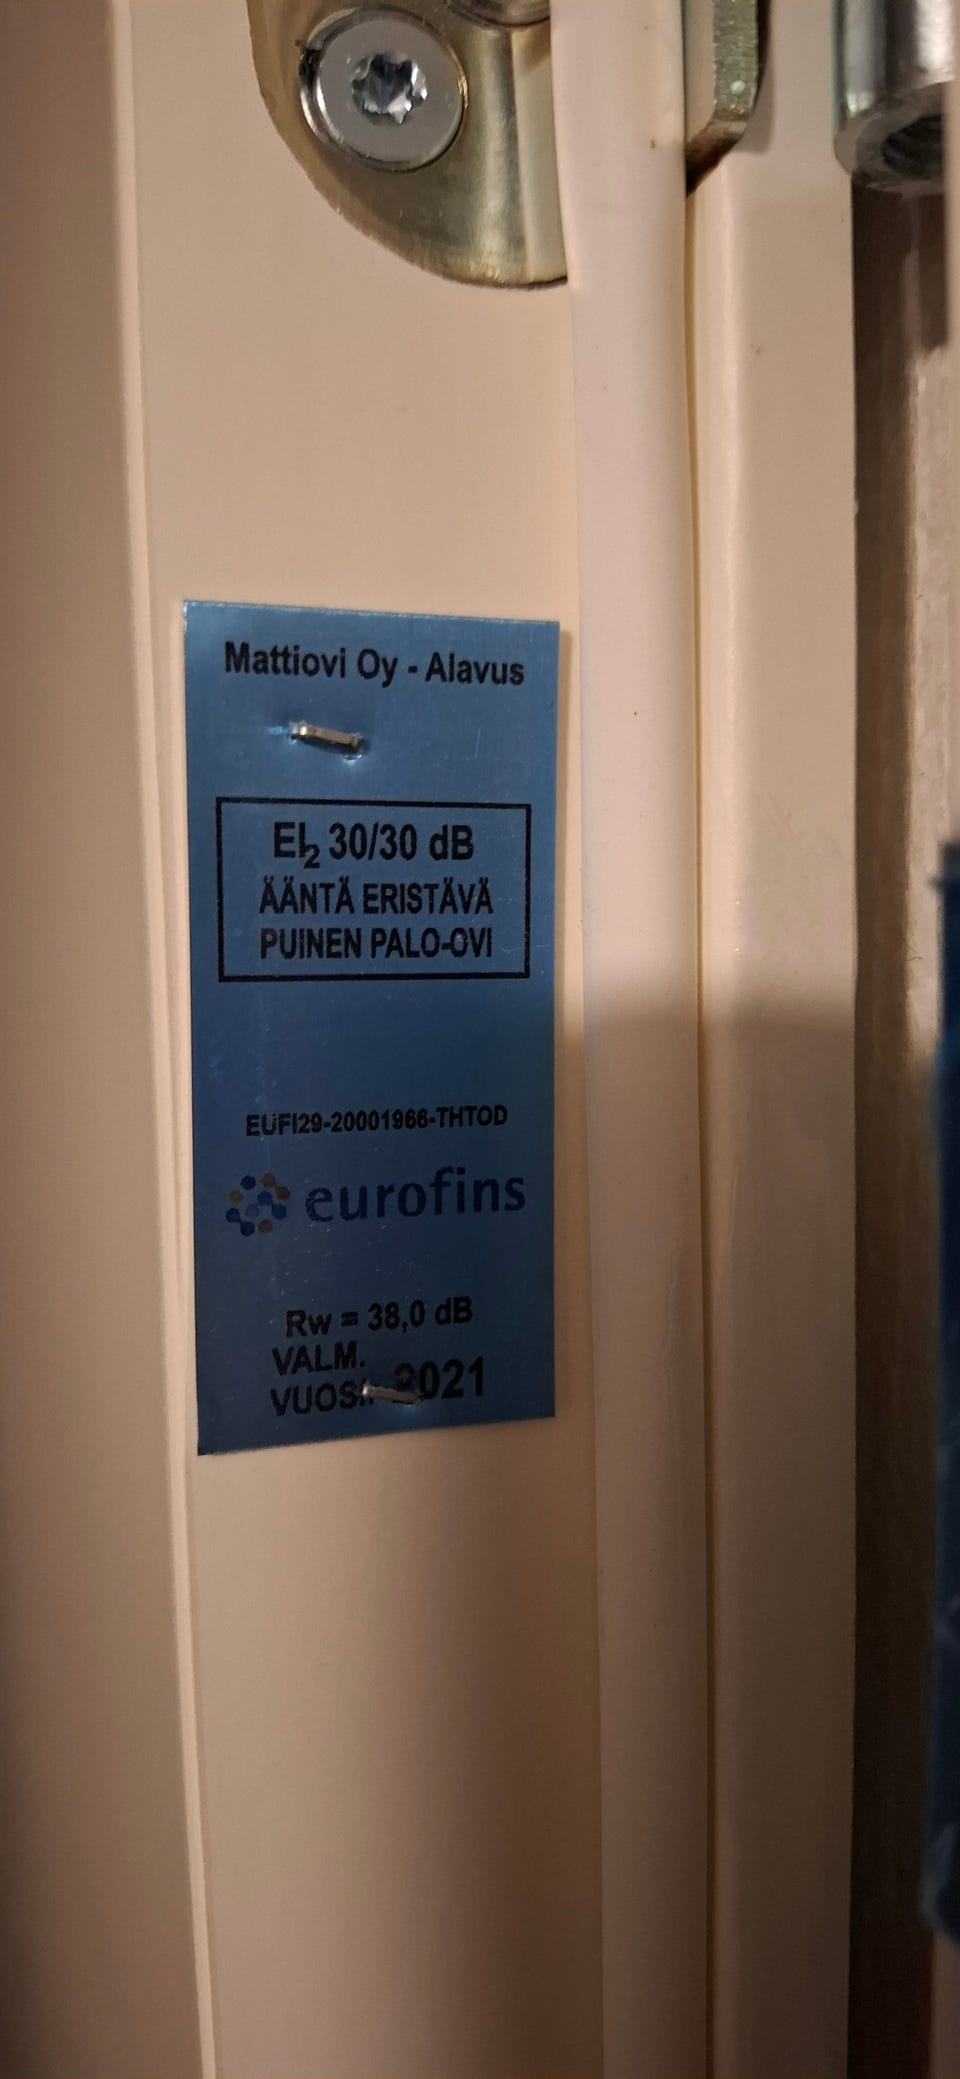 Mattiovi Oy - Alavus
EI₂ 30/30 dB
ÄÄNTÄ ERISTÄVÄ
PUINEN PALO-OVI
EUFI29-20001966-THTOD
eurofins
Rw = 38,0 dB
VALM.
VUOSI: 2021